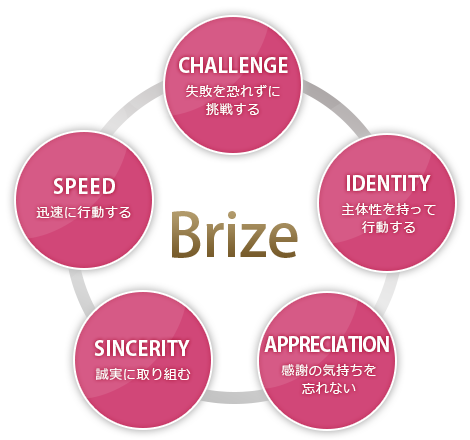 CHALLENGE
失敗を恐れずに
挑戦する
IDENTITY
主体性を持って
行動する
APPRECIATION
感謝の気持ちを
忘れない
SINCERITY
誠実に取り組む
SPEED
迅速に行動する
Brize